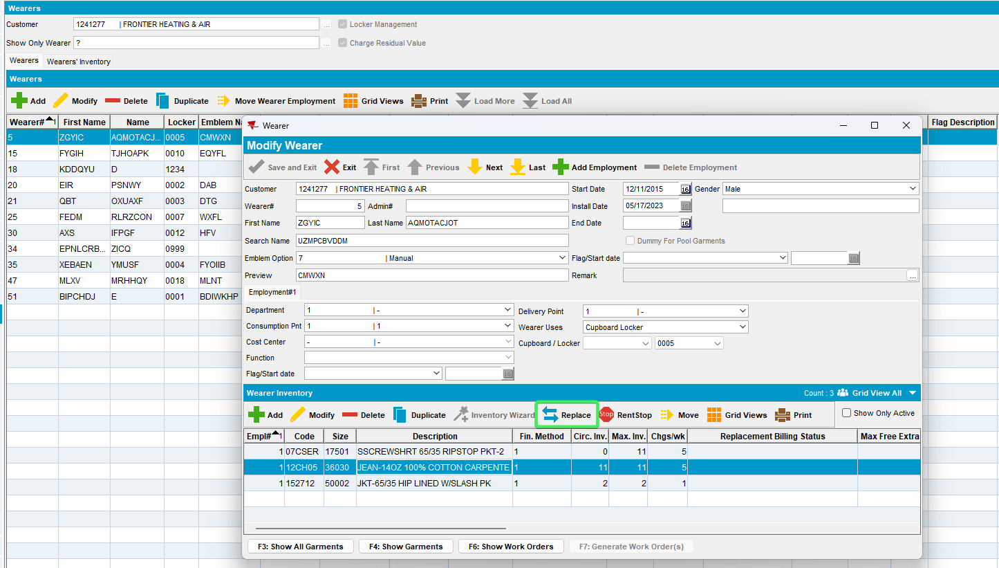 Wearers
Customer 1241277 | FRONTIER HEATING & AIR ... Locker Management
Show Only Wearer ? ... Charge Residual Value
Wearers Wearers' Inventory
Wearers
Add Modify Delete Duplicate Move Wearer Employment Grid Views Print Load More Load All
Wearer# 1 First Name Name Locker Emblem Na Flag Description
5 ZGYIC AQMOTACJ... 0005 CMWXN
15 FYGIH TJHOAPK 0010 EQYFL
18 KDDQYU D 1234
20 EIR PSNWY 0002 DAB
21 QBT OXUAXF 0003 DTG
25 FEDM RLRZCON 0007 WXFL
30 AXS IFPGF 0012 HFV
34 EPNLCRB... ZICQ 0999
35 XEBAEN YMUSF 0004 FYOIIB
47 MLXV MRHHQY 0018 MLNT
51 BIPCHDJ E 0001 BDIWKHP
Wearer
Modify Wearer
Save and Exit Exit First Previous Next Last Add Employment Delete Employment
Customer 1241277 | FRONTIER HEATING & AIR Start Date 12/11/2015 16 Gender Male
Wearer# 5 Admin# Install Date 05/17/2023 16
First Name ZGYIC Last Name AQMOTACJOT End Date 16
Search Name UZMPCBVDDM Dummy For Pool Garments
Emblem Option 7 | Manual Flag/Start date 16
Preview CMWXN Remark ...
Employment#1
Department 1 | - Delivery Point 1 | -
Consumption Pnt 1 | 1 Wearer Uses Cupboard Locker
Cost Center - | - Cupboard / Locker 0005
Function
Flag/Start date 16
Wearer Inventory Count : 3 Grid View All
Add Modify Delete Duplicate Inventory Wizard Replace Stop RentStop Move Grid Views Print Show Only Active
Empl# 1 Code Size Description Fin. Method Circ. Inv. Max. Inv. Chgs/wk Replacement Billing Status Max Free Extra
1 07CSER 17501 SSCREWSHRT 65/35 RIPSTOP PKT-2 1 0 11 5
1 12CH05 36030 JEAN-14OZ 100% COTTON CARPENTE 1 11 11 5
1 152712 50002 JKT-65/35 HIP LINED W/SLASH PK 1 2 2 1
F3: Show All Garments F4: Show Garments F6: Show Work Orders F7: Generate Work Order(s)